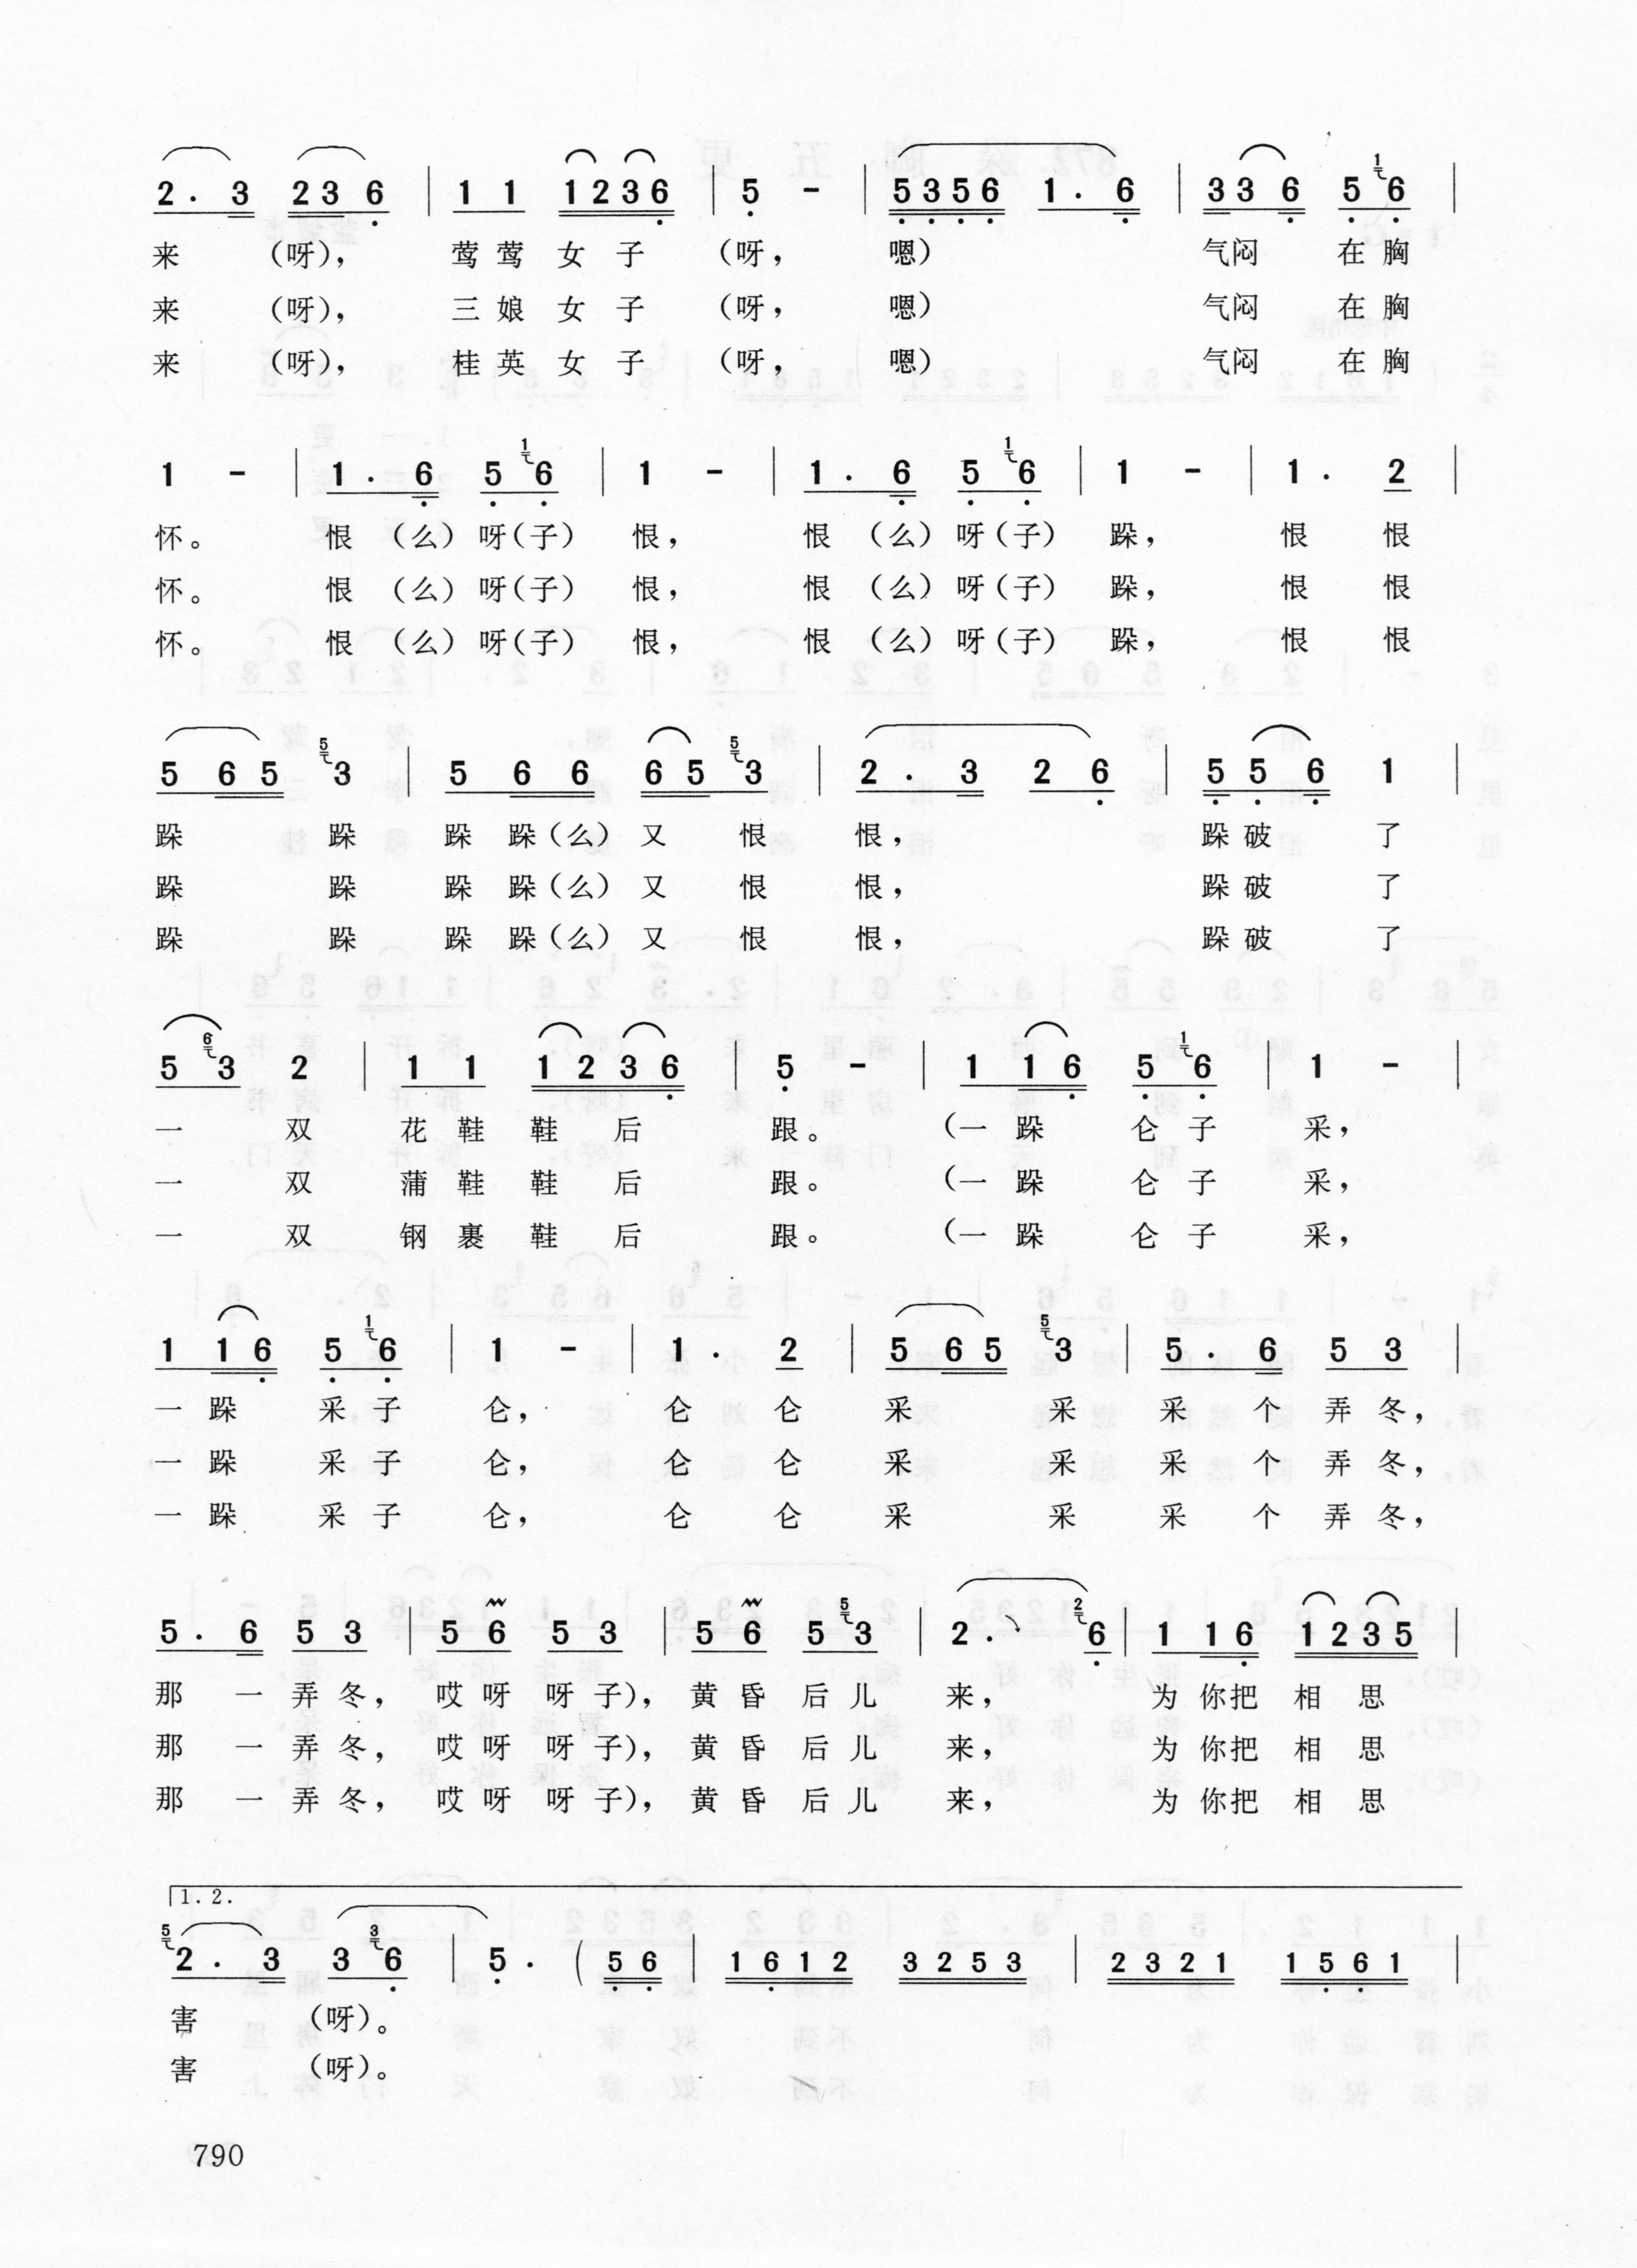 2 . 3 2 3 6 | 1 1 1 2 3 6 | 5 - | 5 3 5 6 1 . 6 | 3 3 6 5 1 6 |
来 (呀), 莺 莺 女 子 (呀, 嗯) 气闷 在 胸
来 (呀), 三 娘 女 子 (呀, 嗯) 气闷 在 胸
来 (呀), 桂 英 女 子 (呀, 嗯) 气闷 在 胸
1 - | 1 . 6 5 1 6 | 1 - | 1 . 6 5 1 6 | 1 - | 1 . 2 |
怀。 恨 (么) 呀(子) 恨, 恨 (么) 呀(子) 跺, 恨 恨
怀。 恨 (么) 呀(子) 恨, 恨 (么) 呀(子) 跺, 恨 恨
怀。 恨 (么) 呀(子) 恨, 恨 (么) 呀(子) 跺, 恨 恨
5 6 5 5 3 | 5 6 6 6 5 5 3 | 2 . 3 2 6 | 5 5 6 1 |
跺 跺 跺 跺(么) 又 恨 恨, 跺破 了
跺 跺 跺 跺(么) 又 恨 恨, 跺破 了
跺 跺 跺 跺(么) 又 恨 恨, 跺破 了
5 6 3 2 | 1 1 1 2 3 6 | 5 - | 1 1 6 5 1 6 | 1 - |
一 双 花 鞋 鞋 后 跟。 (一 跺 仑 子 采,
一 双 蒲 鞋 鞋 后 跟。 (一 跺 仑 子 采,
一 双 钢 裹 鞋 后 跟。 (一 跺 仑 子 采,
1 1 6 5 1 6 | 1 - | 1 . 2 | 5 6 5 5 3 | 5 . 6 5 3 |
一 跺 采 子 仑, 仑 仑 采 采 采 个 弄 冬,
一 跺 采 子 仑, 仑 仑 采 采 采 个 弄 冬,
一 跺 采 子 仑, 仑 仑 采 采 采 个 弄 冬,
5 . 6 5 3 | 5 6 5 3 | 5 6 5 5 3 | 2 . 2 6 | 1 1 6 1 2 3 5 |
那 一 弄 冬, 哎 呀 呀 子), 黄 昏 后 儿 来, 为 你把 相 思
那 一 弄 冬, 哎 呀 呀 子), 黄 昏 后 儿 来, 为 你把 相 思
那 一 弄 冬, 哎 呀 呀 子), 黄 昏 后 儿 来, 为 你把 相 思
1. 2.
5 2 . 3 3 3 6 | 5 . ( 5 6 | 1 6 1 2 3 2 5 3 | 2 3 2 1 1 5 6 1 |
害 (呀)。
害 (呀)。
790